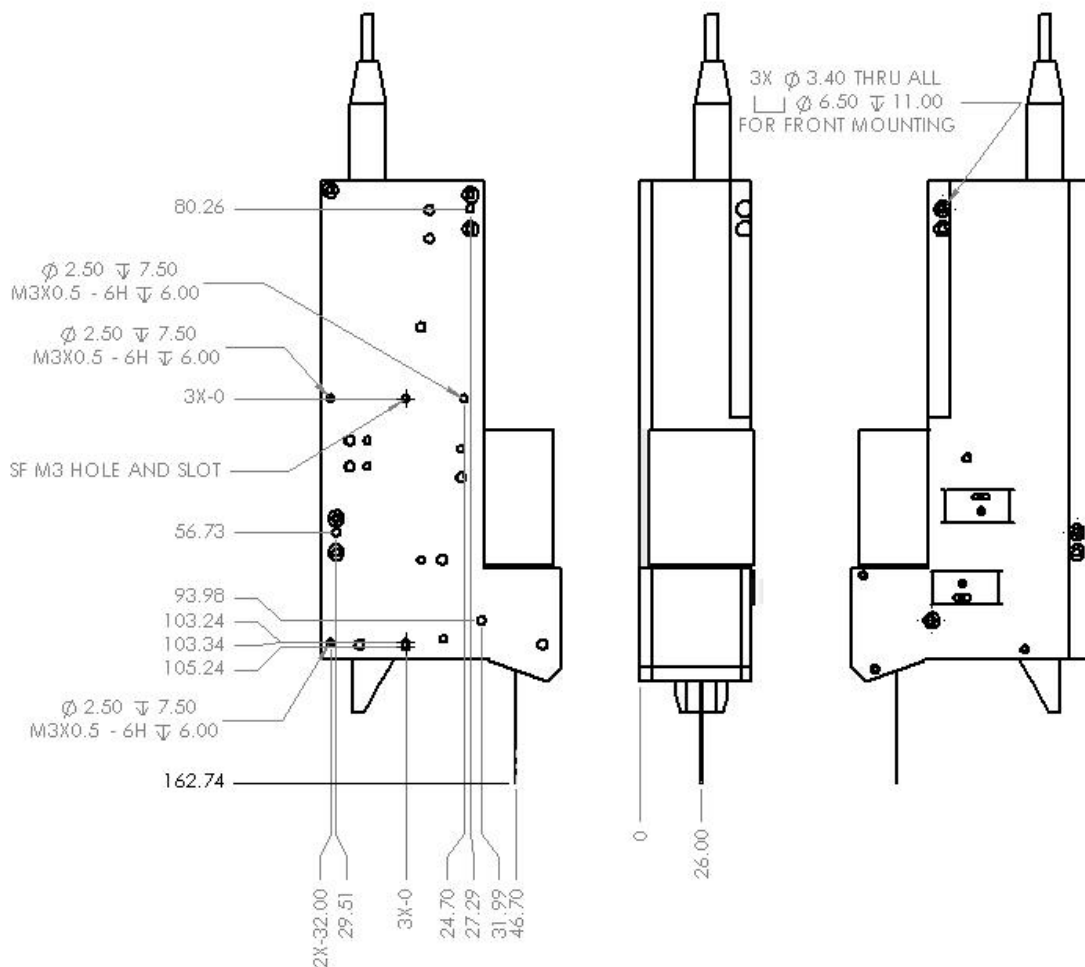 3X ⌀ 3.40 THRU ALL
⌴ ⌀ 6.50 ↧ 11.00
FOR FRONT MOUNTING
80.26
⌀ 2.50 ↧ 7.50
M3X0.5 - 6H ↧ 6.00
⌀ 2.50 ↧ 7.50
M3X0.5 - 6H ↧ 6.00
3X-0
SF M3 HOLE AND SLOT
56.73
93.98
103.24
103.34
105.24
⌀ 2.50 ↧ 7.50
M3X0.5 - 6H ↧ 6.00
162.74
2X-32.00
29.51
3X-0
24.70
27.29
31.99
46.70
0
26.00